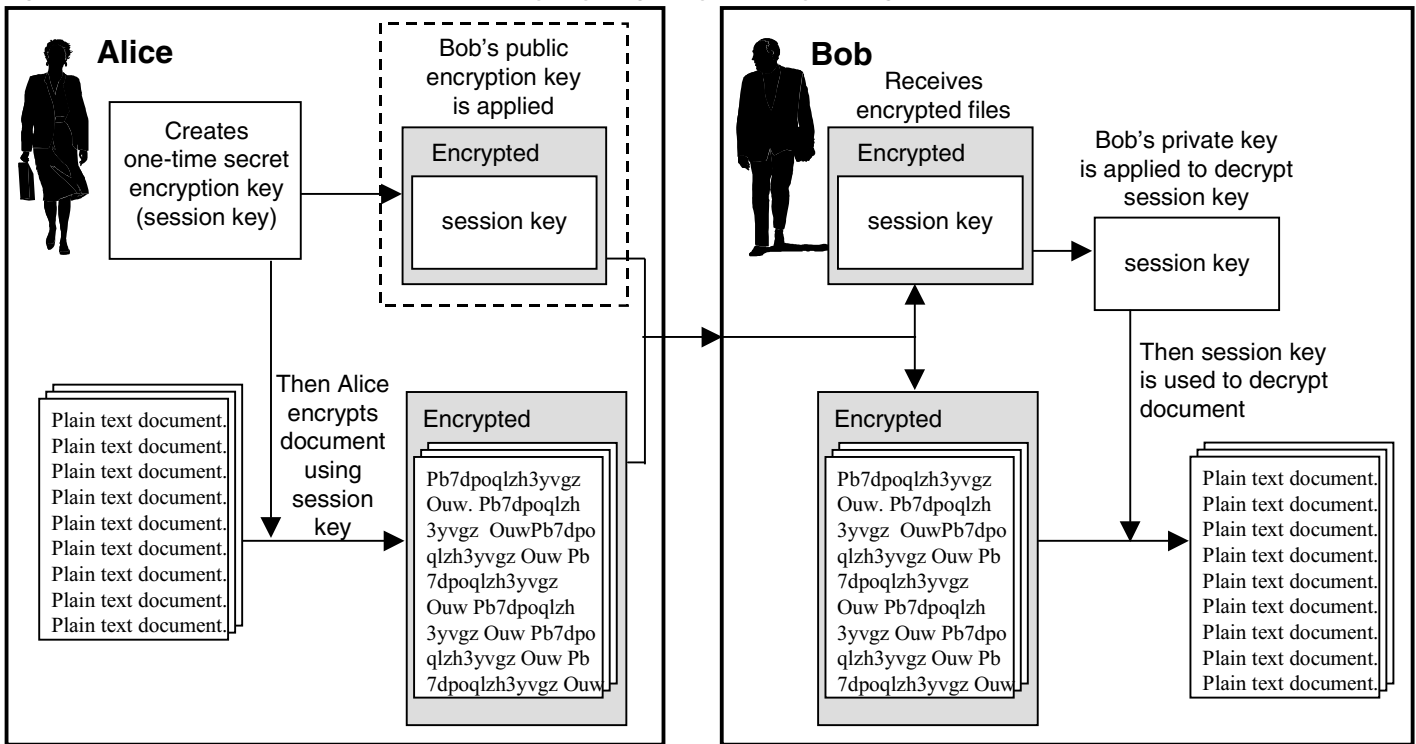 Alice
Bob's public
encryption key
is applied
Creates
one-time secret
encryption key
(session key)
Encrypted
session key
Then Alice
encrypts
document
using
session
key
Plain text document.
Plain text document.
Plain text document.
Plain text document.
Plain text document.
Plain text document.
Plain text document.
Plain text document.
Plain text document.
Encrypted
Pb7dpoqlzh3yvgz
Ouw. Pb7dpoqlzh
3yvgz OuwPb7dpo
qlzh3yvgz Ouw Pb
7dpoqlzh3yvgz
Ouw Pb7dpoqlzh
3yvgz Ouw Pb7dpo
qlzh3yvgz Ouw Pb
7dpoqlzh3yvgz Ouw
Bob
Receives
encrypted files
Encrypted
session key
Bob's private key
is applied to decrypt
session key
session key
Then session key
is used to decrypt
document
Encrypted
Pb7dpoqlzh3yvgz
Ouw. Pb7dpoqlzh
3yvgz OuwPb7dpo
qlzh3yvgz Ouw Pb
7dpoqlzh3yvgz
Ouw Pb7dpoqlzh
3yvgz Ouw Pb7dpo
qlzh3yvgz Ouw Pb
7dpoqlzh3yvgz Ouw
Plain text document.
Plain text document.
Plain text document.
Plain text document.
Plain text document.
Plain text document.
Plain text document.
Plain text document.
Plain text document.